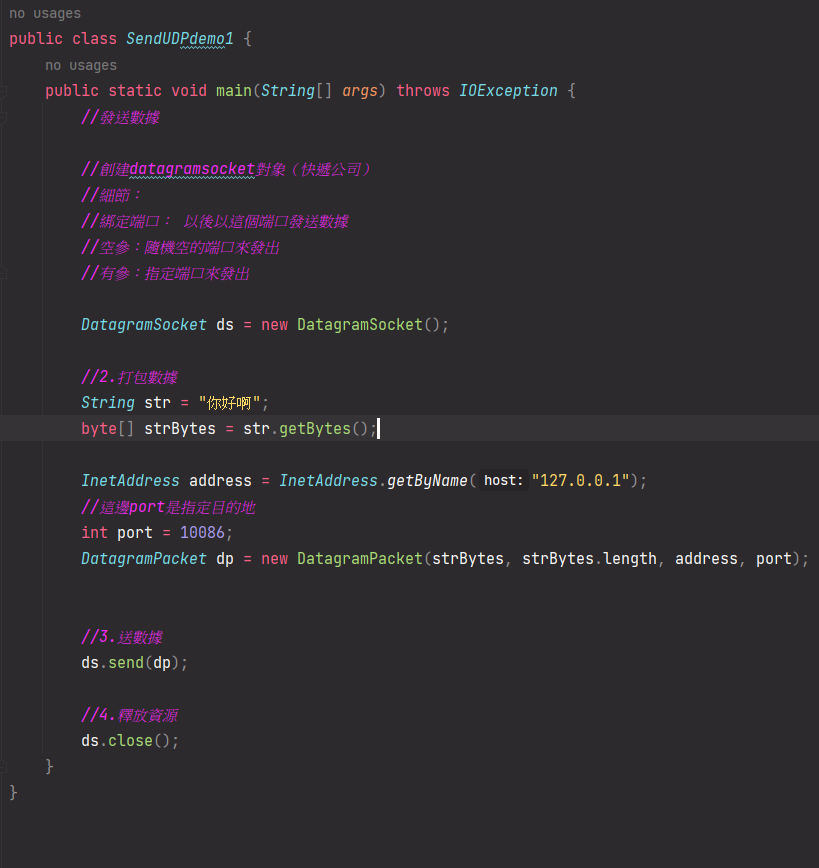 no usages
public class SendUDPdemo1 {
no usages
public static void main(String[] args) throws IOException {
//發送數據
//創建datagramsocket對象（快遞公司）
//細節：
//綁定端口： 以後以這個端口發送數據
//空參：隨機空的端口來發出
//有參：指定端口來發出
DatagramSocket ds = new DatagramSocket();
//2.打包數據
String str = "你好啊";
byte[] strBytes = str.getBytes();
InetAddress address = InetAddress.getByName( host: "127.0.0.1");
//這邊port是指定目的地
int port = 10086;
DatagramPacket dp = new DatagramPacket(strBytes, strBytes.length, address, port);
//3.送數據
ds.send(dp);
//4.釋放資源
ds.close();
}
}